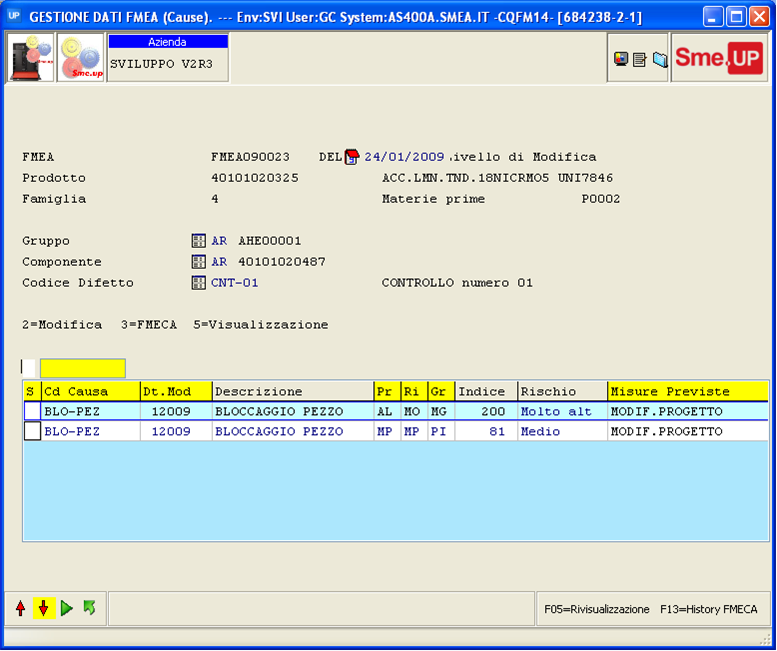 UP GESTIONE DATI FMEA (Cause). --- Env:SVI User:GC System:AS400A.SMEA.IT -CQFM14- [684238-2-1]
Sme.up Azienda
SVILUPPO V2R3
Sme.UP
FMEA FMEA090023 DEL 24/01/2009 .ivello di Modifica
Prodotto 40101020325 ACC.LMN.TND.18NICRMO5 UNI7846
Famiglia 4 Materie prime P0002
Gruppo AR AHE00001
Componente AR 40101020487
Codice Difetto CNT-01 CONTROLLO numero 01
2=Modifica 3=FMECA 5=Visualizzazione
S Cd Causa Dt.Mod Descrizione Pr Ri Gr Indice Rischio Misure Previste
BLO-PEZ 12009 BLOCCAGGIO PEZZO AL MO MG 200 Molto alt MODIF.PROGETTO
BLO-PEZ 12009 BLOCCAGGIO PEZZO MP MP PI 81 Medio MODIF.PROGETTO
F05=Rivisualizzazione F13=History FMECA